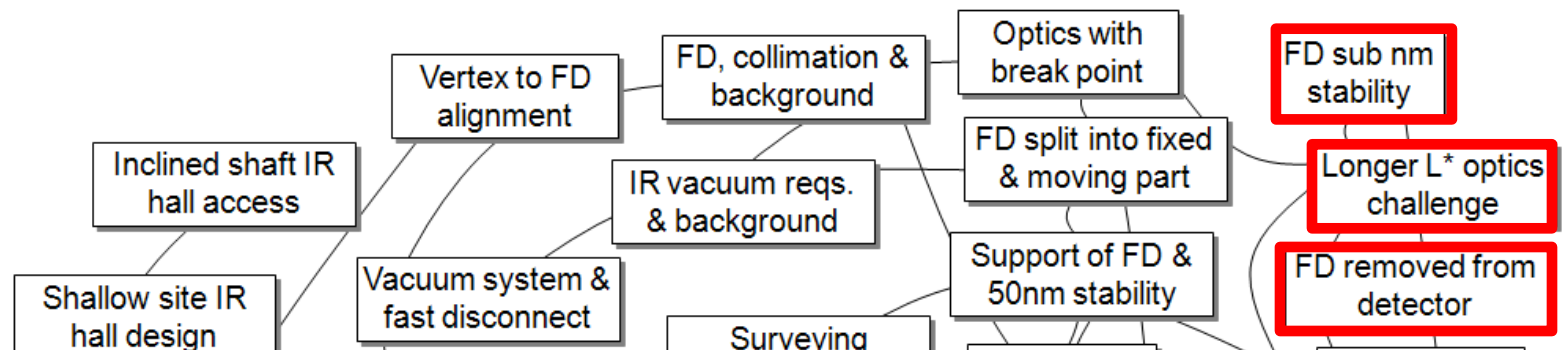 Optics with
break point
FD, collimation &
background
FD sub nm
stability
Vertex to FD
alignment
FD split into fixed
& moving part
Inclined shaft IR
hall access
Longer L* optics
challenge
IR vacuum reqs.
& background
Support of FD &
50nm stability
FD removed from
detector
Vacuum system &
fast disconnect
Shallow site IR
hall design
Surveying